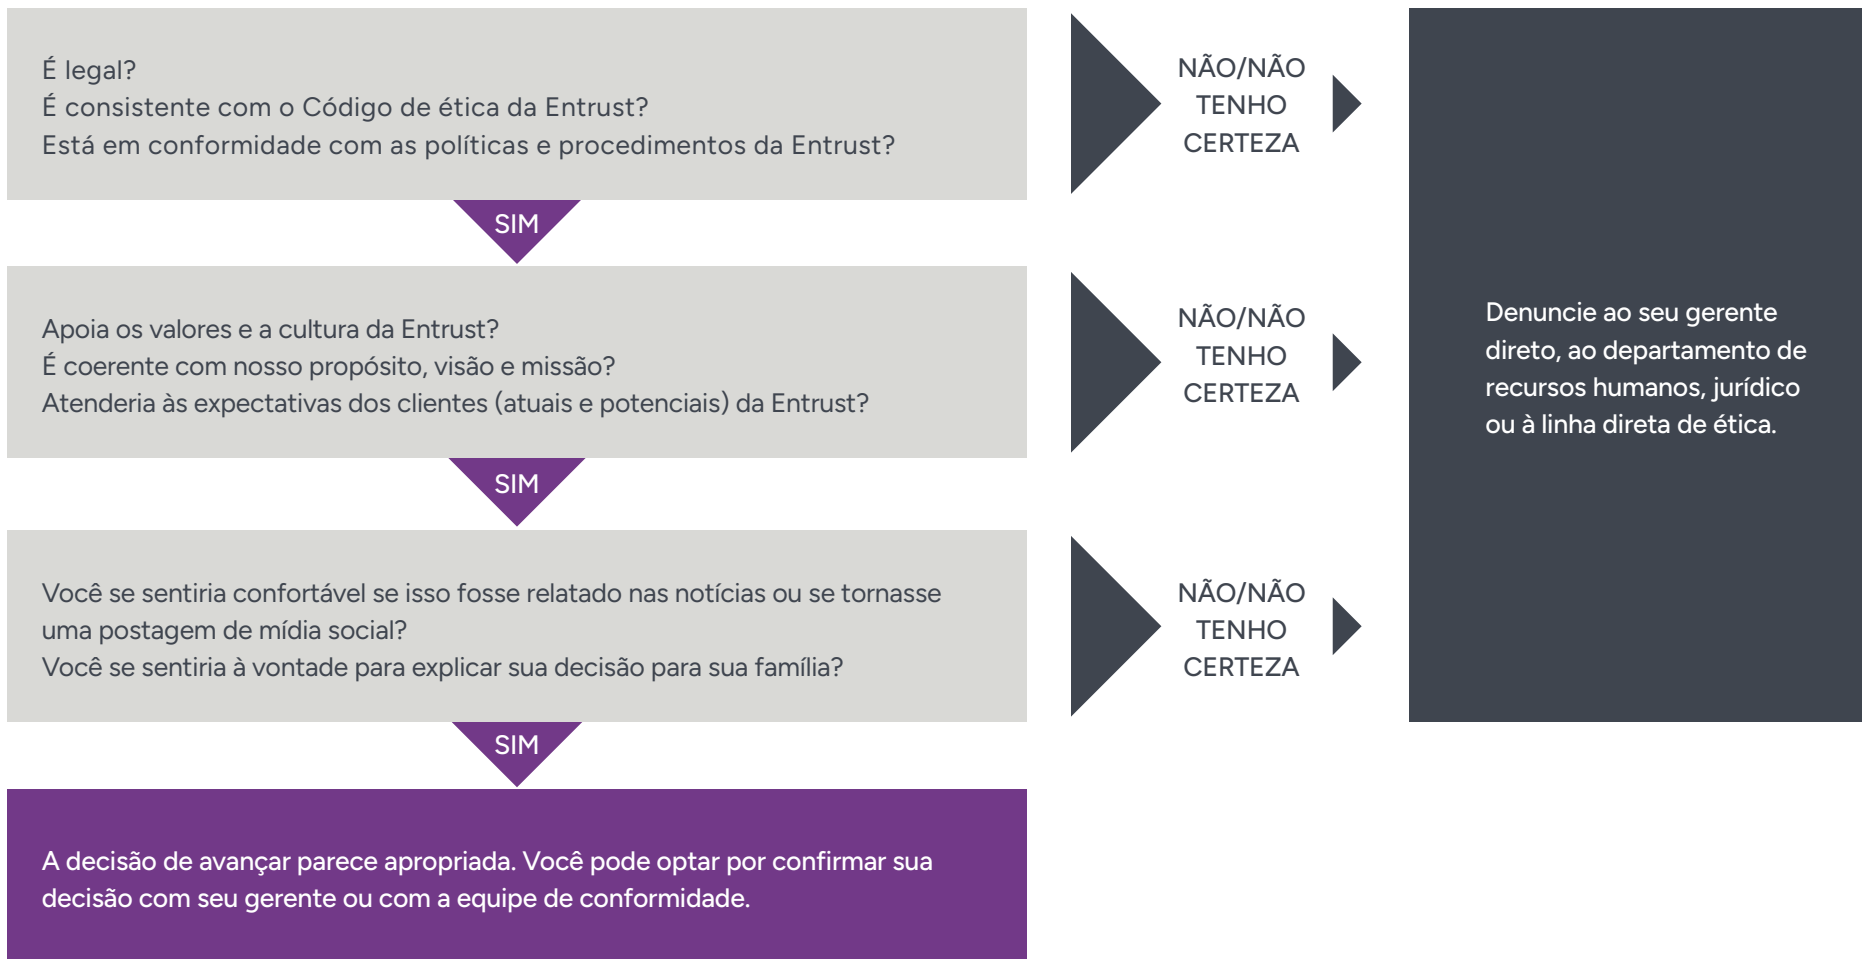 É legal?
É consistente com o Código de ética da Entrust?
Está em conformidade com as políticas e procedimentos da Entrust?
NÃO/NÃO
TENHO
CERTEZA
SIM
Apoia os valores e a cultura da Entrust?
É coerente com nosso propósito, visão e missão?
Atenderia às expectativas dos clientes (atuais e potenciais) da Entrust?
NÃO/NÃO
TENHO
CERTEZA
SIM
Você se sentiria confortável se isso fosse relatado nas notícias ou se tornasse
uma postagem de mídia social?
Você se sentiria à vontade para explicar sua decisão para sua família?
NÃO/NÃO
TENHO
CERTEZA
SIM
Denuncie ao seu gerente
direto, ao departamento de
recursos humanos, jurídico
ou à linha direta de ética.
A decisão de avançar parece apropriada. Você pode optar por confirmar sua
decisão com seu gerente ou com a equipe de conformidade.